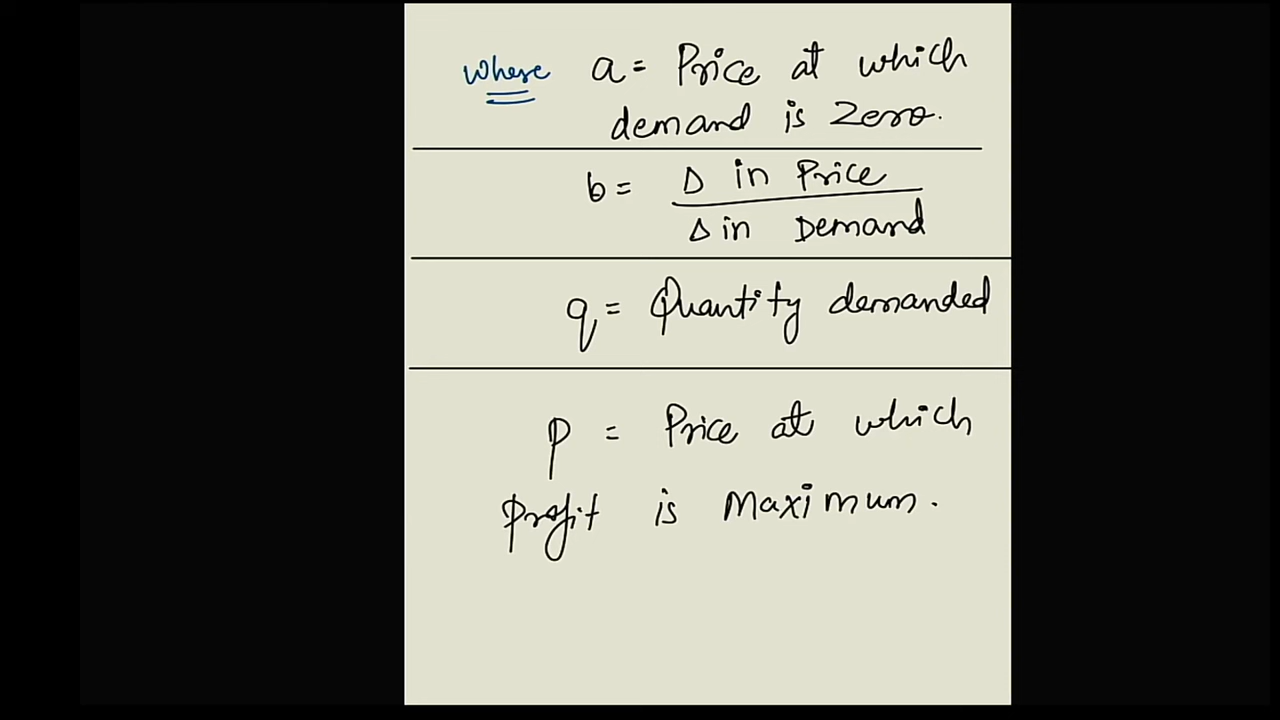 where a = Price at which
demand is Zero.
b = Δ in Price
Δ in Demand
q = Quantity demanded
P = Price at which
Profit is Maximum.